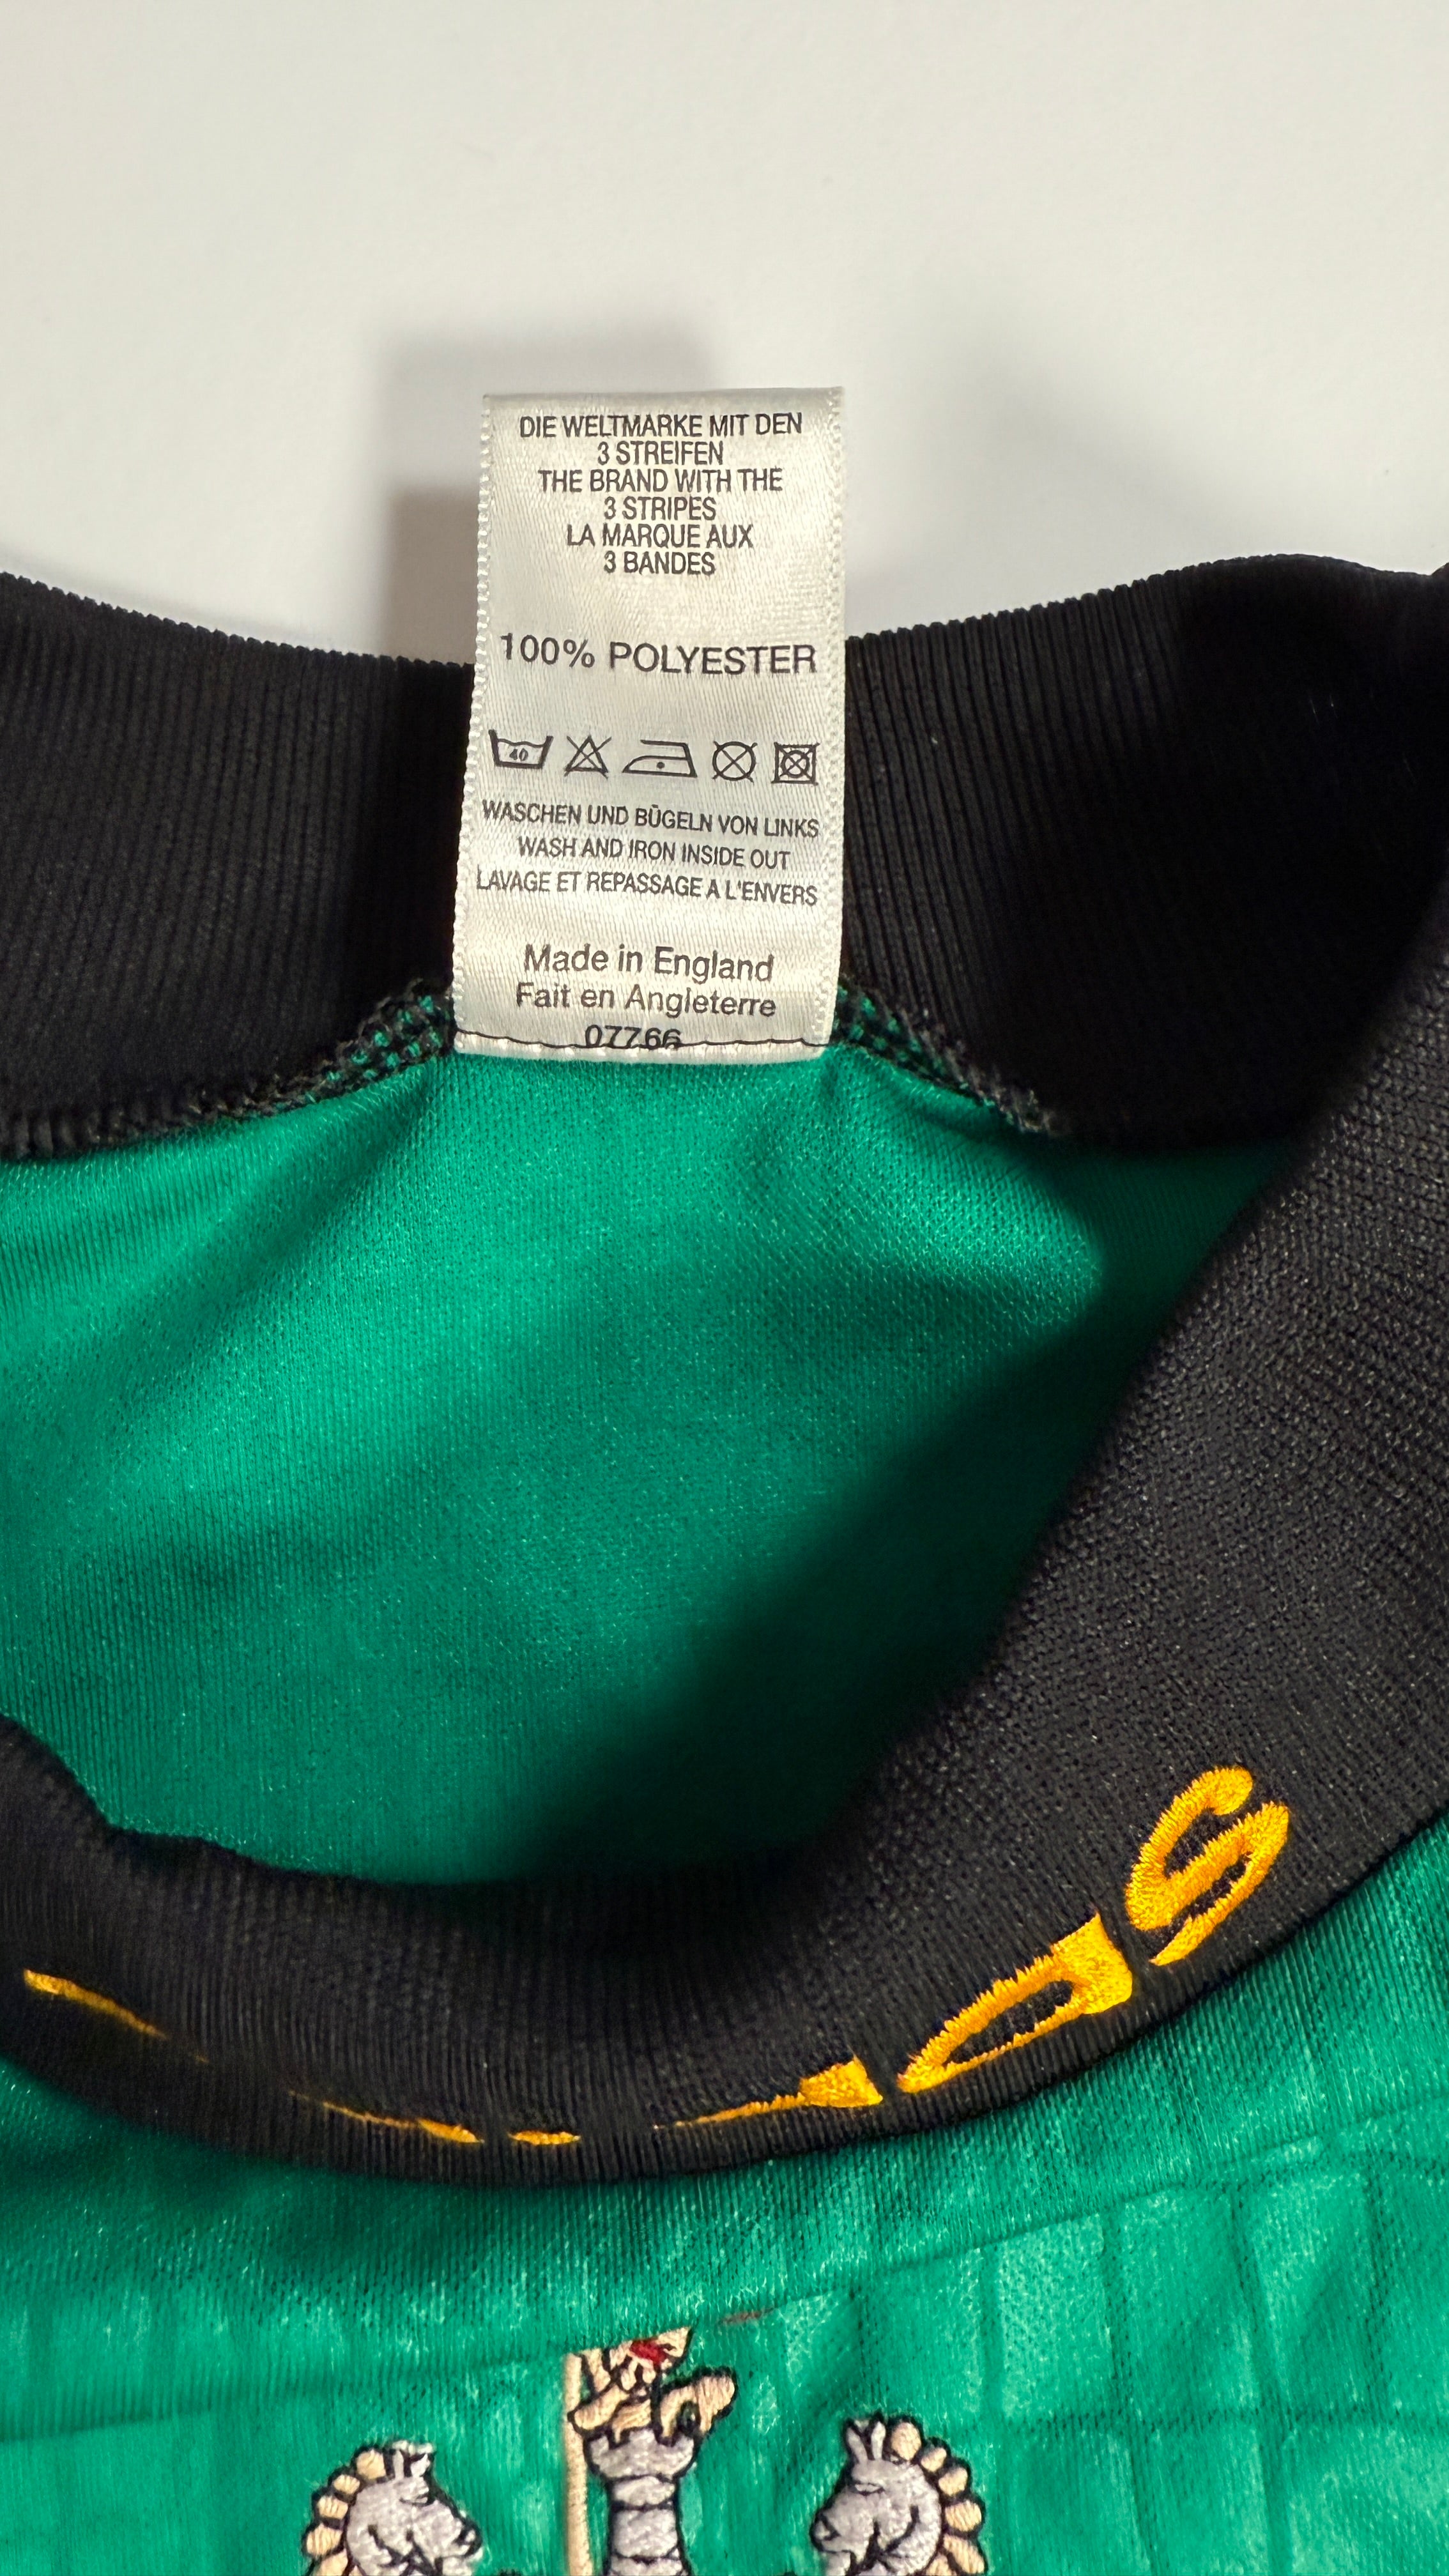 DIE WELTMARKE MIT DEN
3 STREIFEN
THE BRAND WITH THE
3 STRIPES
LA MARQUE AUX
3 BANDES
100% POLYESTER
40
WASCHEN UND BÜGELN VON LINKS
WASH AND IRON INSIDE OUT
LAVAGE ET REPASSAGE A L'ENVERS
Made in England
Fait en Angleterre
07766